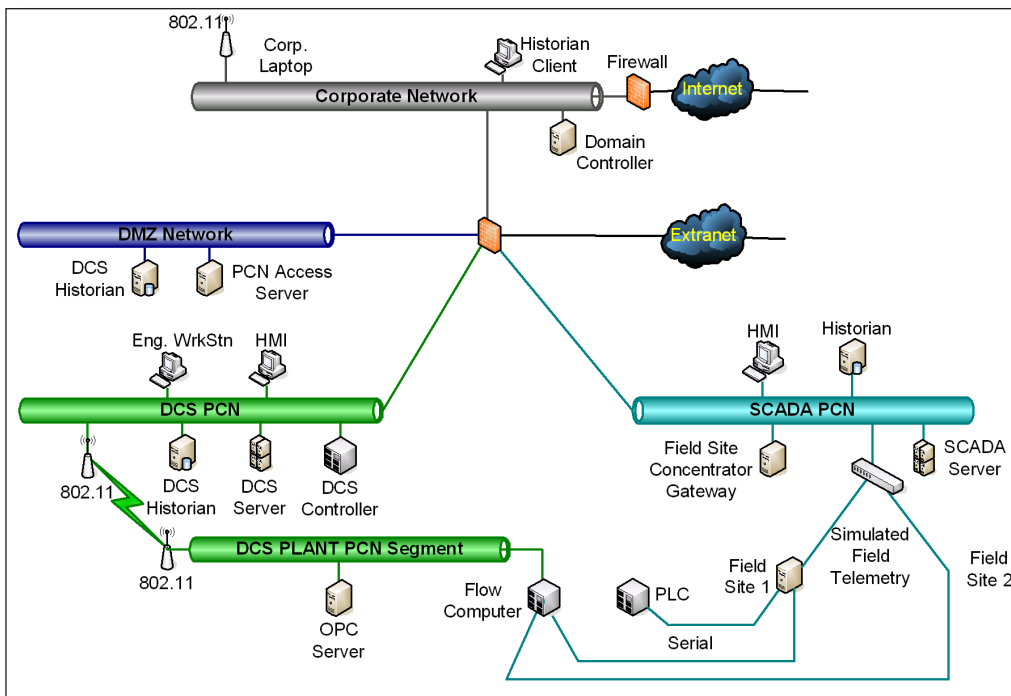 802.11
Corp.
Laptop
Historian
Client
Firewall
Internet
Corporate Network
Domain
Controller
DMZ Network
Extranet
DCS
Historian
PCN Access
Server
Eng. WrkStn
HMI
HMI
Historian
DCS PCN
SCADA PCN
802.11
DCS
Historian
DCS
Server
DCS
Controller
Field Site
Concentrator
Gateway
SCADA
Server
802.11
DCS PLANT PCN Segment
Simulated
Field
Telemetry
OPC
Server
Flow
Computer
PLC
Field
Site 1
Field
Site 2
Serial